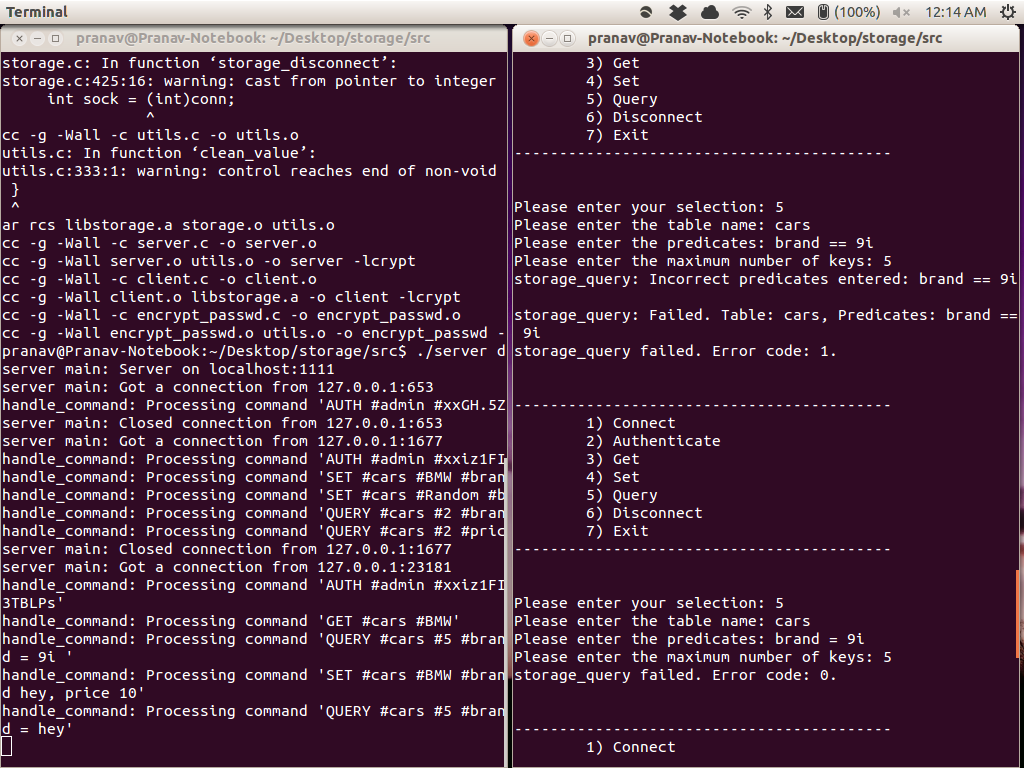 Terminal
(100%)
12:14 AM
pranav@Pranav-Notebook: ~/Desktop/storage/src
storage.c: In function ‘storage_disconnect’:
storage.c:425:16: warning: cast from pointer to integer
int sock = (int)conn;
^
cc -g -Wall -c utils.c -o utils.o
utils.c: In function ‘clean_value’:
utils.c:333:1: warning: control reaches end of non-void
}
^
ar rcs libstorage.a storage.o utils.o
cc -g -Wall -c server.c -o server.o
cc -g -Wall server.o utils.o -o server -lcrypt
cc -g -Wall -c client.c -o client.o
cc -g -Wall client.o libstorage.a -o client -lcrypt
cc -g -Wall -c encrypt_passwd.c -o encrypt_passwd.o
cc -g -Wall encrypt_passwd.o utils.o -o encrypt_passwd -
pranav@Pranav-Notebook:~/Desktop/storage/src$ ./server d
server main: Server on localhost:1111
server main: Got a connection from 127.0.0.1:653
handle_command: Processing command 'AUTH #admin #xxGH.5Z
server main: Closed connection from 127.0.0.1:653
server main: Got a connection from 127.0.0.1:1677
handle_command: Processing command 'AUTH #admin #xxiz1FI
handle_command: Processing command 'SET #cars #BMW #bran
handle_command: Processing command 'SET #cars #Random #b
handle_command: Processing command 'QUERY #cars #2 #bran
handle_command: Processing command 'QUERY #cars #2 #pric
server main: Closed connection from 127.0.0.1:1677
server main: Got a connection from 127.0.0.1:23181
handle_command: Processing command 'AUTH #admin #xxiz1FI
3TBLPs'
handle_command: Processing command 'GET #cars #BMW'
handle_command: Processing command 'QUERY #cars #5 #bran
d = 9i '
handle_command: Processing command 'SET #cars #BMW #bran
d hey, price 10'
handle_command: Processing command 'QUERY #cars #5 #bran
d = hey'
pranav@Pranav-Notebook: ~/Desktop/storage/src
3) Get
4) Set
5) Query
6) Disconnect
7) Exit
------------------------------------------
Please enter your selection: 5
Please enter the table name: cars
Please enter the predicates: brand == 9i
Please enter the maximum number of keys: 5
storage_query: Incorrect predicates entered: brand == 9i
storage_query: Failed. Table: cars, Predicates: brand ==
9i
storage_query failed. Error code: 1.
------------------------------------------
1) Connect
2) Authenticate
3) Get
4) Set
5) Query
6) Disconnect
7) Exit
------------------------------------------
Please enter your selection: 5
Please enter the table name: cars
Please enter the predicates: brand = 9i
Please enter the maximum number of keys: 5
storage_query failed. Error code: 0.
------------------------------------------
1) Connect